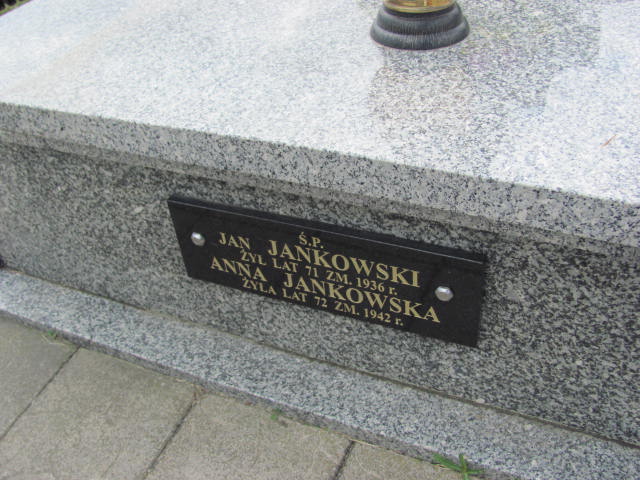 Ś.P.
JAN JANKOWSKI
ŻYŁ LAT 71 ZM. 1936 r.
ANNA JANKOWSKA
ŻYŁA LAT 72 ZM. 1942 r.